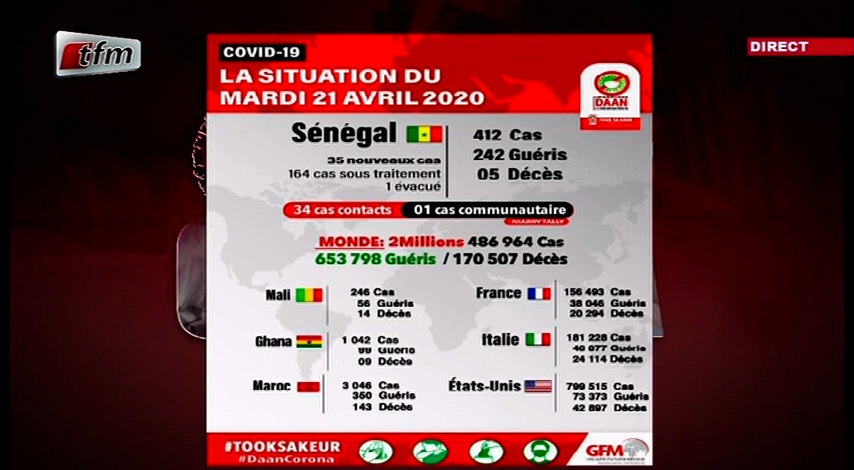 tfm
DIRECT
COVID-19
LA SITUATION DU
MARDI 21 AVRIL 2020
DAAN
Sénégal
35 nouveaux cas
164 cas sous traitement
1 évacué
412 Cas
242 Guéris
05 Décès
34 cas contacts 01 cas communautaire
MONDE: 2Millions 486 964 Cas
653 798 Guéris / 170 507 Décès
Mali
246 Cas
56 Guéris
14 Décès
France
156 493 Cas
38 046 Guéris
20 294 Décès
Ghana
1 042 Cas
99 Guéris
09 Décès
Italie
181 228 Cas
Guéris
24 114 Décès
Maroc
3 046 Cas
350 Guéris
143 Décès
États-Unis
799 515 Cas
73 373 Guéris
42 897 Décès
#TOOKSAKEUR
#DaanCorona
GFM